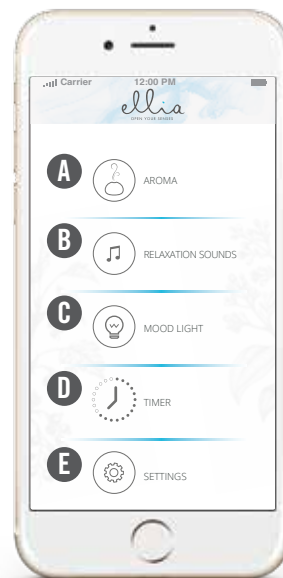 Carrier 12:00 PM
ellia
OPEN YOUR SENSES
A AROMA
B RELAXATION SOUNDS
C MOOD LIGHT
D TIMER
E SETTINGS